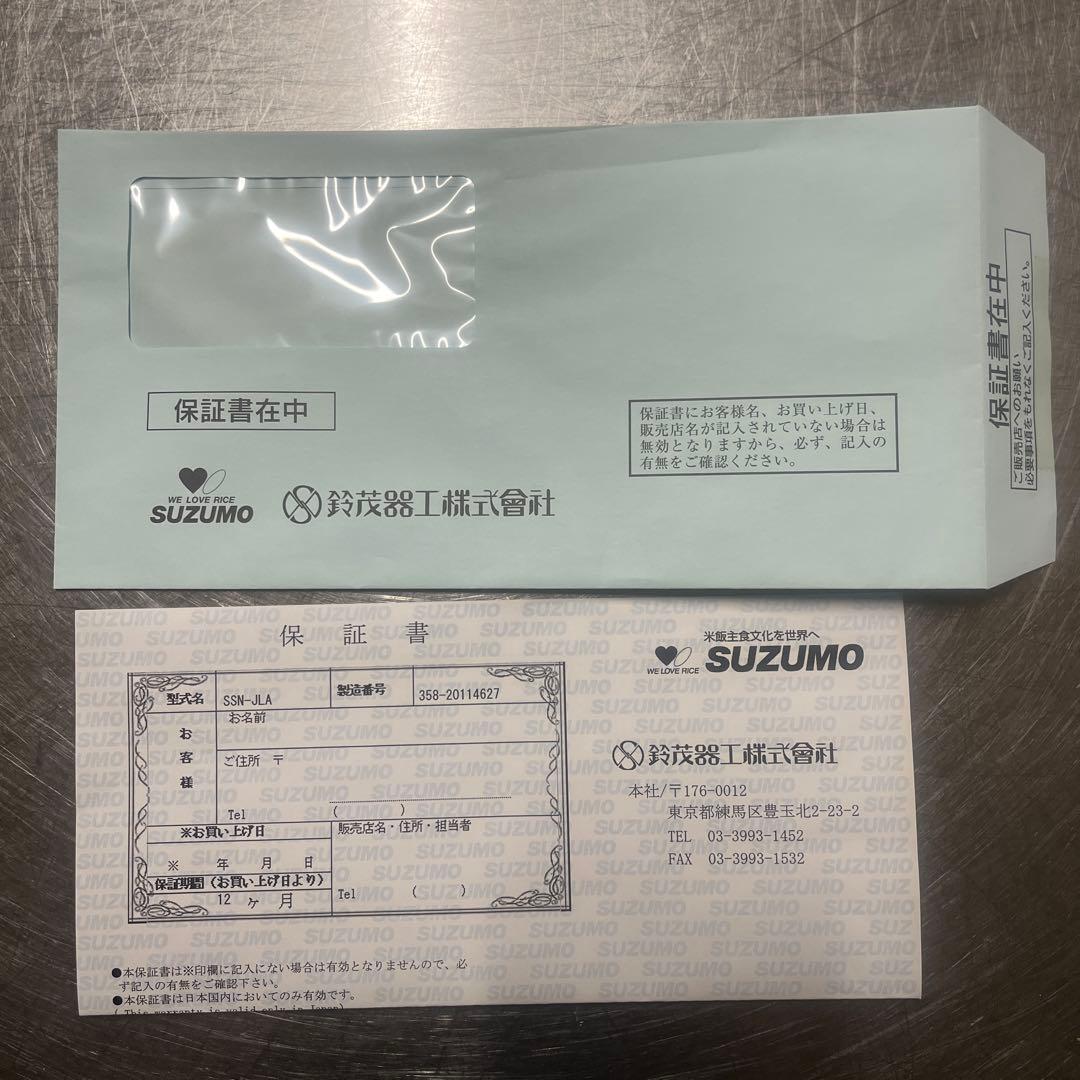 保証書在中
WE LOVE RICE
SUZUMO
鈴茂器工株式會社
保証書にお客様名、お買い上げ日、
販売店名が記入されていない場合は
無効となりますから、必ず、記入の
有無をご確認ください。
保証書在中
ご販売店へのお願い
必要事項をもれなくご記入ください。
保証書
型式名
SSN-JLA
製造番号
358-20114627
お客様
お名前
ご住所 〒
Tel ( )
※お買い上げ日
※ 年 月 日
保証期間(お買い上げ日より)
12 ヶ月
販売店名・住所・担当者
Tel ( )
●本保証書は※印欄に記入にない場合は有効となりませんので、必
ず記入の有無をご確認下さい。
●本保証書は日本国内においてのみ有効です。
( This warranty is valid only in Japan)
米飯主食文化を世界へ
WE LOVE RICE
SUZUMO
鈴茂器工株式會社
本社/〒176-0012
東京都練馬区豊玉北2-23-2
TEL 03-3993-1452
FAX 03-3993-1532